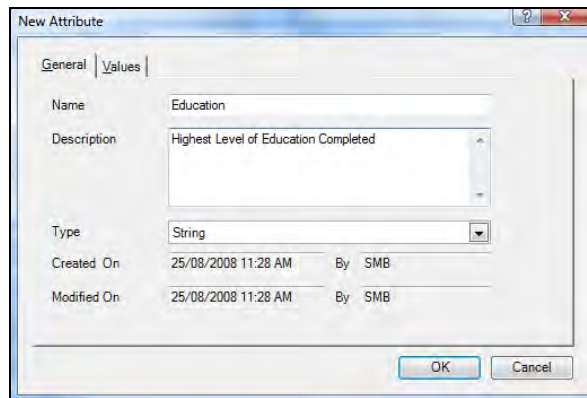 New Attribute
General Values
Name Education
Description Highest Level of Education Completed
Type String
Created On 25/08/2008 11:28 AM By SMB
Modified On 25/08/2008 11:28 AM By SMB
OK Cancel